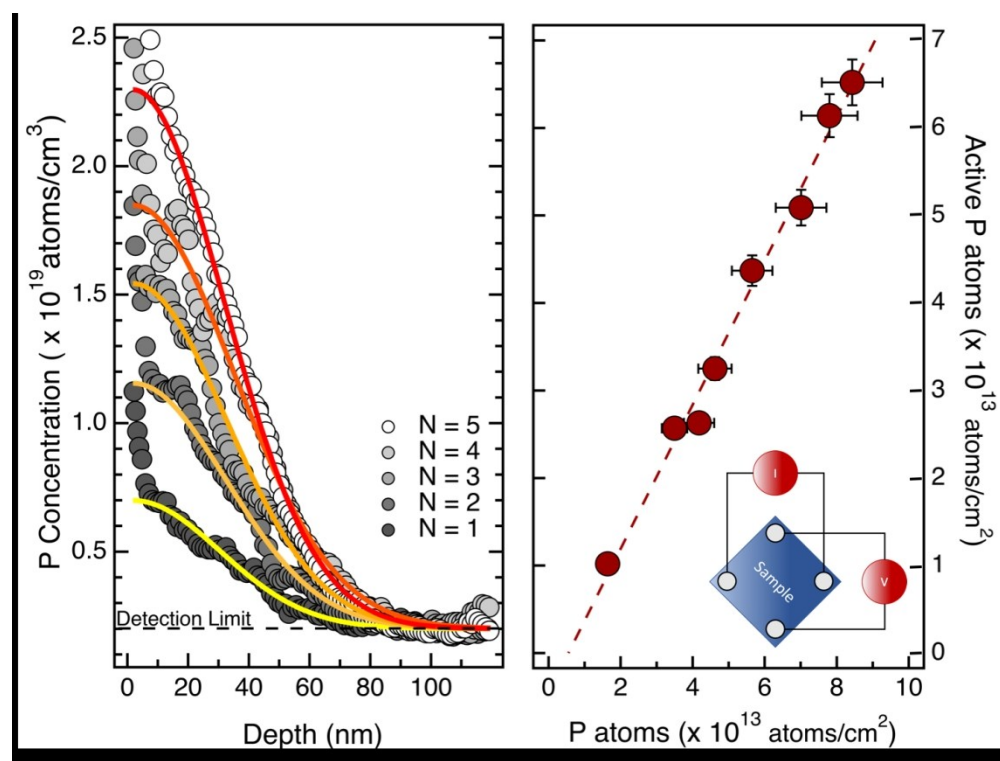 P Concentration ( x 10^19 atoms/cm^3)
2.5
2.0
1.5
1.0
0.5
N = 5
N = 4
N = 3
N = 2
N = 1
Detection Limit
0 20 40 60 80 100
Depth (nm)
7
6
5
4
3
2
1
0
Active P atoms (x 10^13 atoms/cm^2)
I
V
Sample
0 2 4 6 8 10
P atoms (x 10^13 atoms/cm^2)